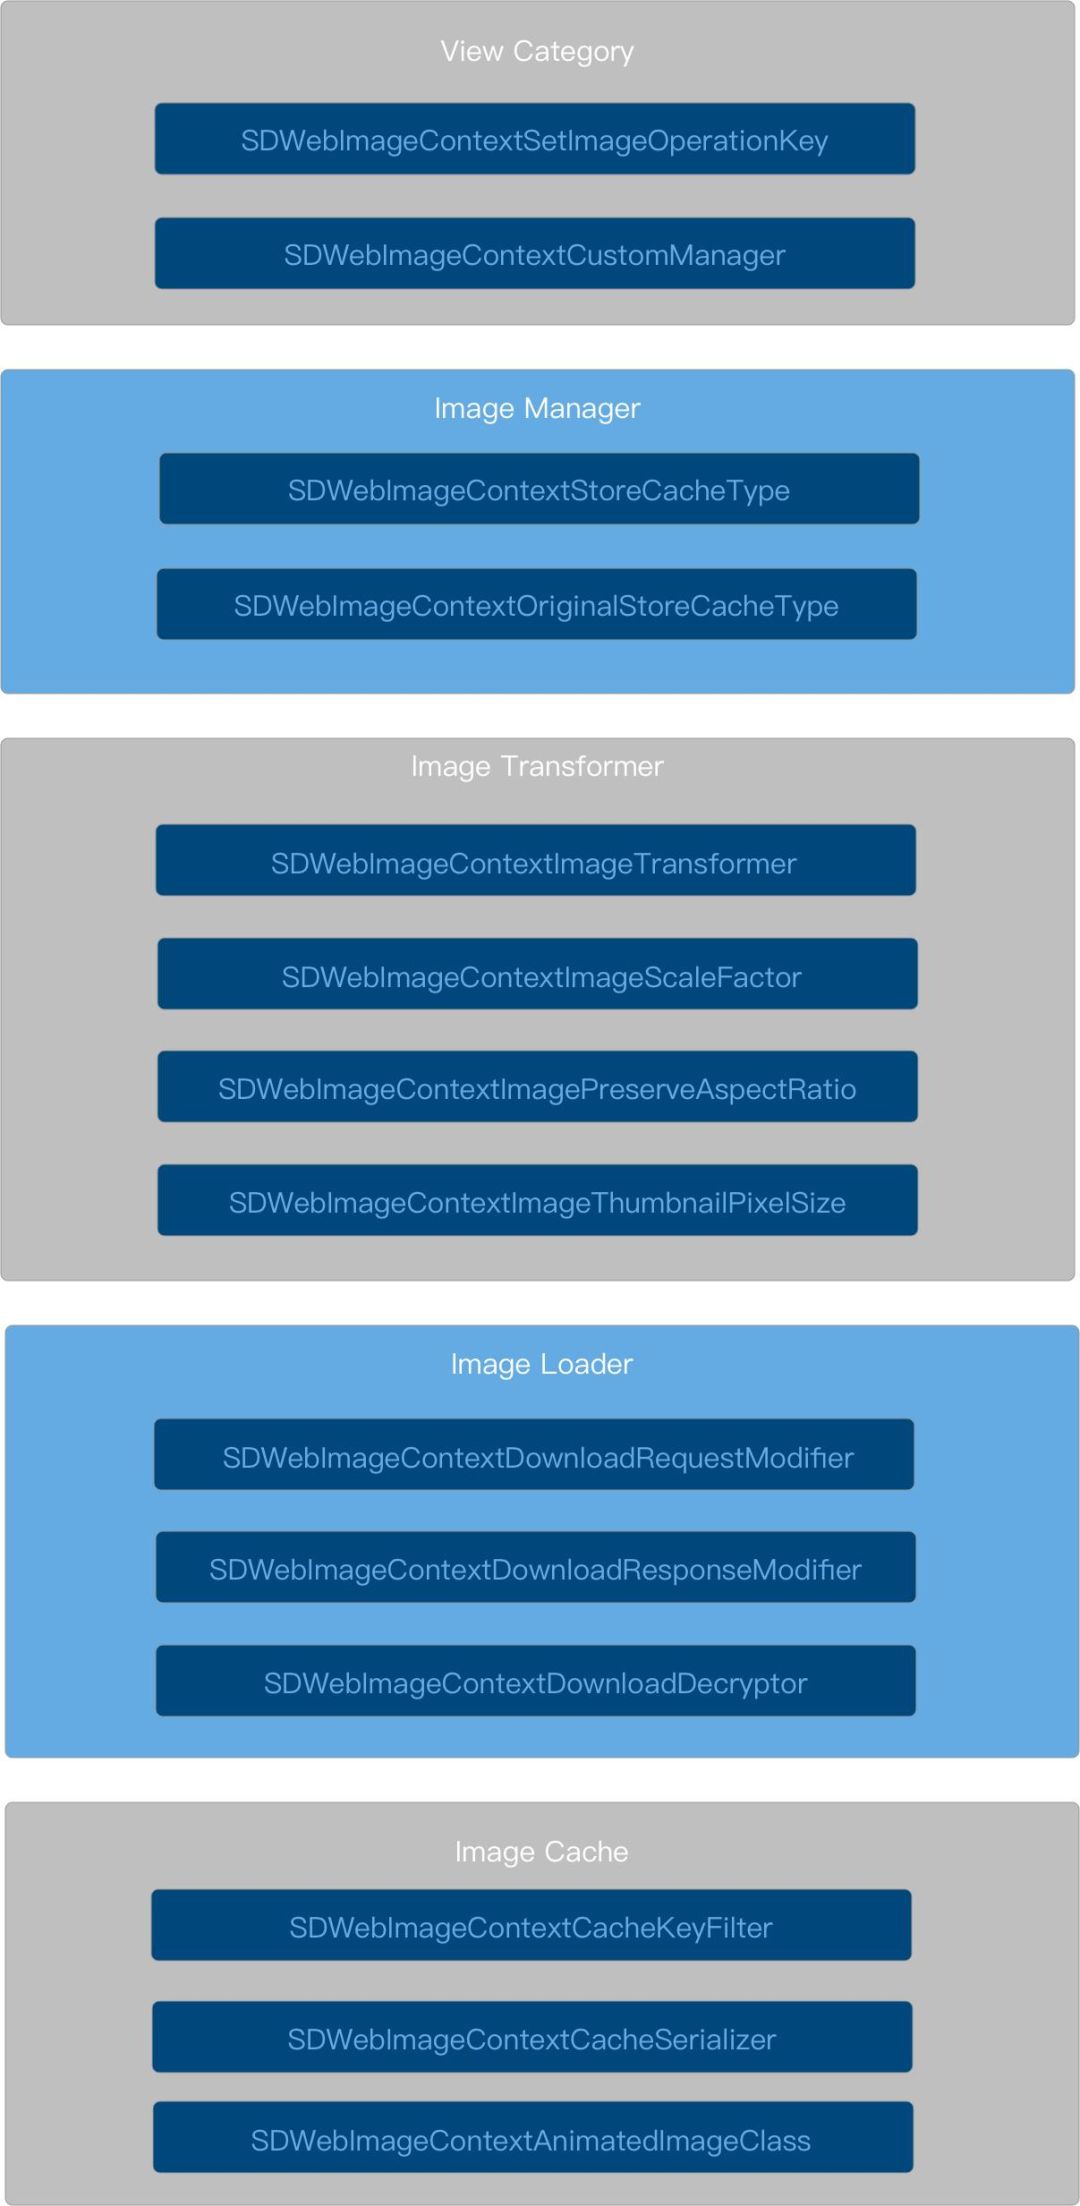 View Category
SDWebImageContextSetImageOperationKey
SDWebImageContextCustomManager
Image Manager
SDWebImageContextStoreCacheType
SDWebImageContextOriginalStoreCacheType
Image Transformer
SDWebImageContextImageTransformer
SDWebImageContextImageScaleFactor
SDWebImageContextImagePreserveAspectRatio
SDWebImageContextImageThumbnailPixelSize
Image Loader
SDWebImageContextDownloadRequestModifier
SDWebImageContextDownloadResponseModifier
SDWebImageContextDownloadDecryptor
Image Cache
SDWebImageContextCacheKeyFilter
SDWebImageContextCacheSerializer
SDWebImageContextAnimatedImageClass